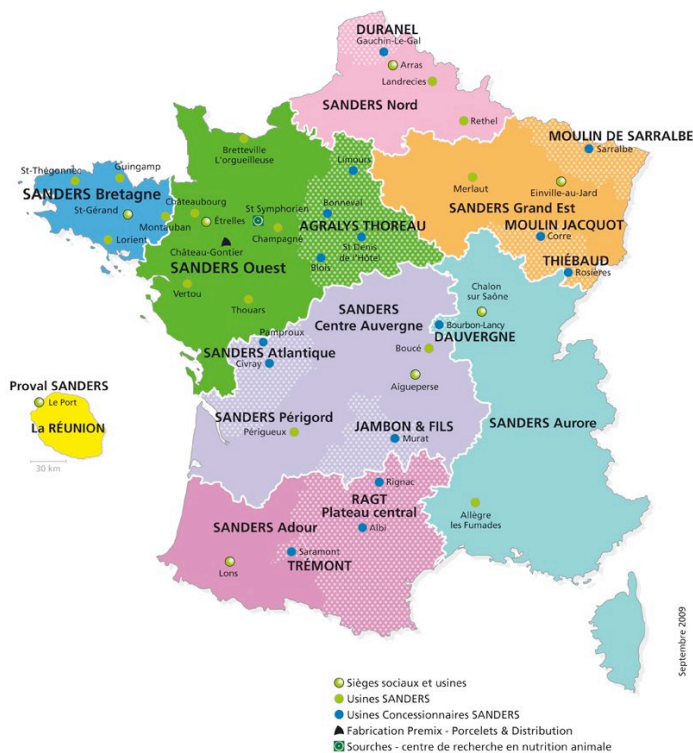 DURANEL
Gauchin-Le-Gal
Arras
Landrecies
SANDERS Nord
Rethel
MOULIN DE SARRALBE
Sarralbe
Merlaut
Einville-au-Jard
SANDERS Grand Est
MOULIN JACQUOT
Corre
THIÉBAUD
Rosières
Bretteville
L'orgueilleuse
Limours
St-Thégonnec
Guingamp
SANDERS Bretagne
St-Gérand
Lorient
Montauban
Châteaubourg
Étrelles
St Symphorien
Champagné
Bonneval
AGRALYS THOREAU
St Denis
de l'Hôtel
Blois
Château-Gontier
SANDERS Ouest
Vertou
Thouars
SANDERS
Centre Auvergne
Chalon
sur Saône
Bourbon-Lancy
DAUVERGNE
Boucé
Aigueperse
Pamproux
SANDERS Atlantique
Civray
SANDERS Périgord
Périgueux
JAMBON & FILS
Murat
SANDERS Aurore
Proval SANDERS
Le Port
La RÉUNION
30 km
Rignac
RAGT
Plateau central
Albi
SANDERS Adour
Saramont
TRÉMONT
Lons
Allègre
les Fumades
Septembre 2009
Sièges sociaux et usines
Usines SANDERS
Usines Concessionnaires SANDERS
Fabrication Premix - Porcelets & Distribution
Sourches - centre de recherche en nutrition animale